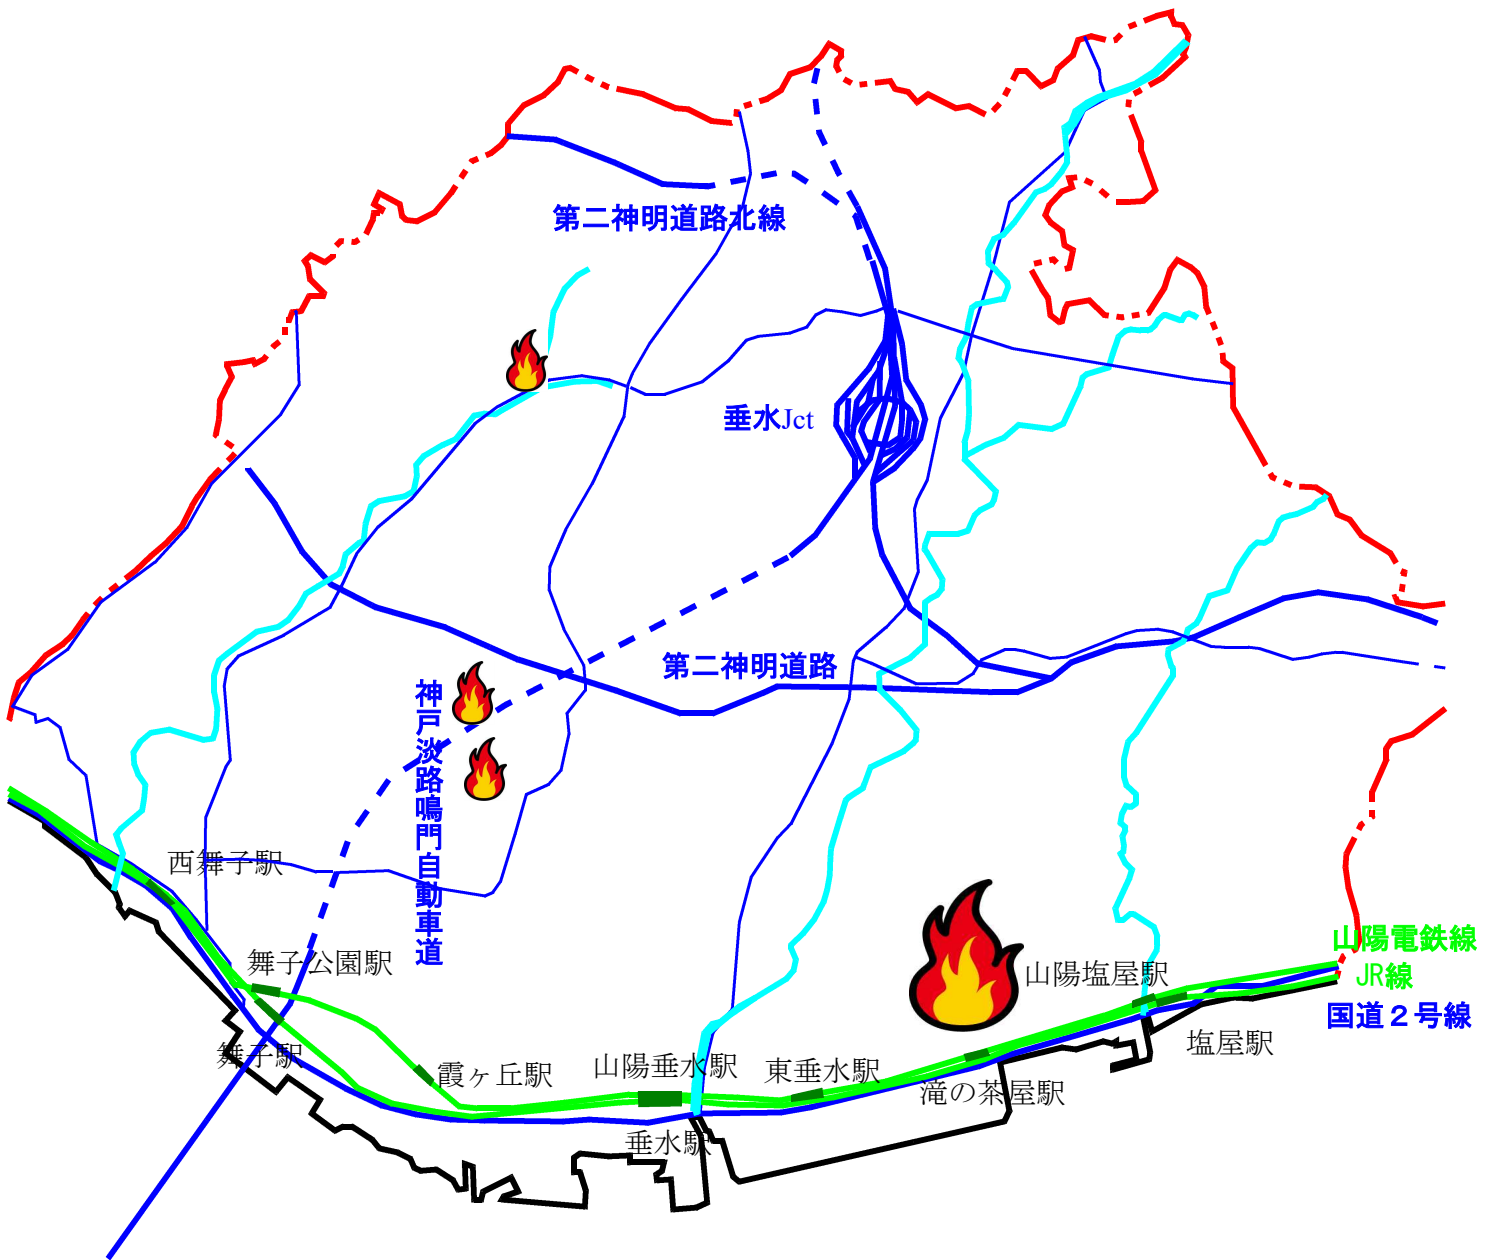 第二神明道路北線
垂水Jct
第二神明道路
神戸淡路鳴門自動車道
西舞子駅
山陽電鉄線
舞子公園駅
山陽塩屋駅
JR線
国道２号線
塩屋駅
舞子駅
霞ヶ丘駅
山陽垂水駅
東垂水駅
滝の茶屋駅
垂水駅